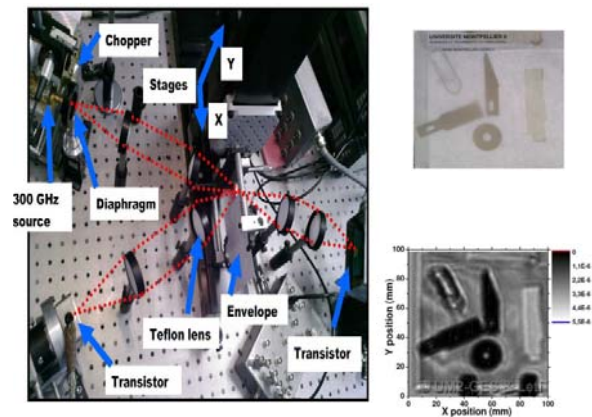 Chopper
Y
Stages
X
300 GHz
source
Diaphragm
Teflon lens
Envelope
Transistor
Transistor
UNIVERSITE MONTPELLIER II
100
80
60
40
20
0
Y position (mm)
0 20 40 60 80 100
X position (mm)
0
1,1E-6
2,2E-6
3,3E-6
4,4E-6
5,5E-6